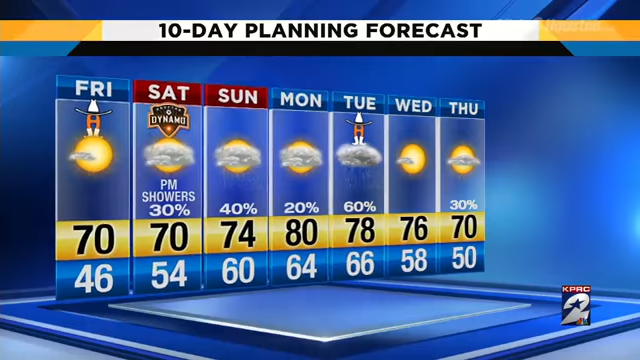 10-DAY PLANNING FORECAST
FRI SAT SUN MON TUE WED THU
DYNAMO
PM
SHOWERS
30% 40% 20% 60% 30%
70 70 74 80 78 76 70
46 54 60 64 66 58 50
KPRC
2